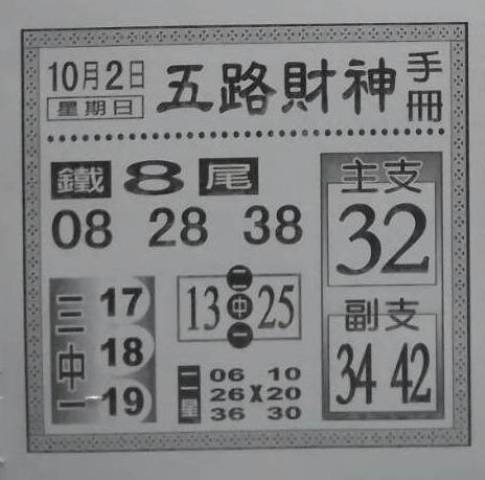 10月2日
星期日
五路財神
手冊
鐵8尾
08 28 38
主支
32
三中一
17
18
19
13 二中一 25
副支
34 42
二星
06 10
26 X 20
36 30